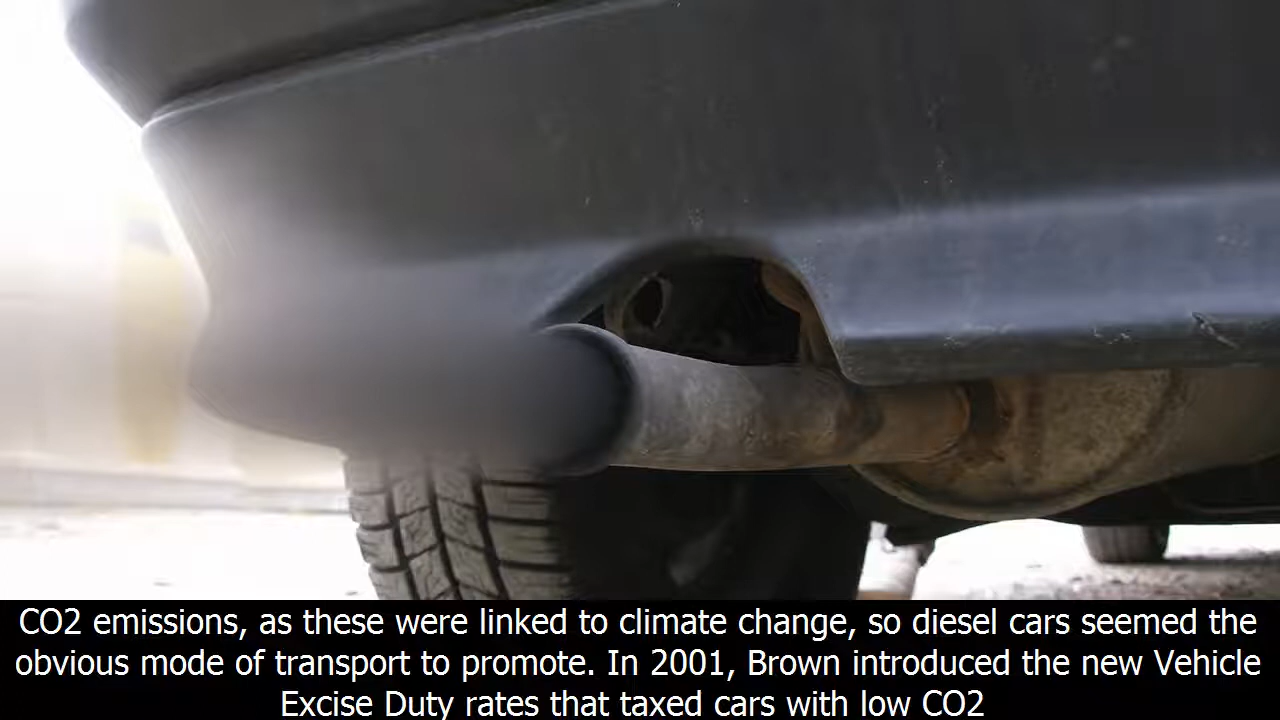 CO2 emissions, as these were linked to climate change, so diesel cars seemed the
obvious mode of transport to promote. In 2001, Brown introduced the new Vehicle
Excise Duty rates that taxed cars with low CO2